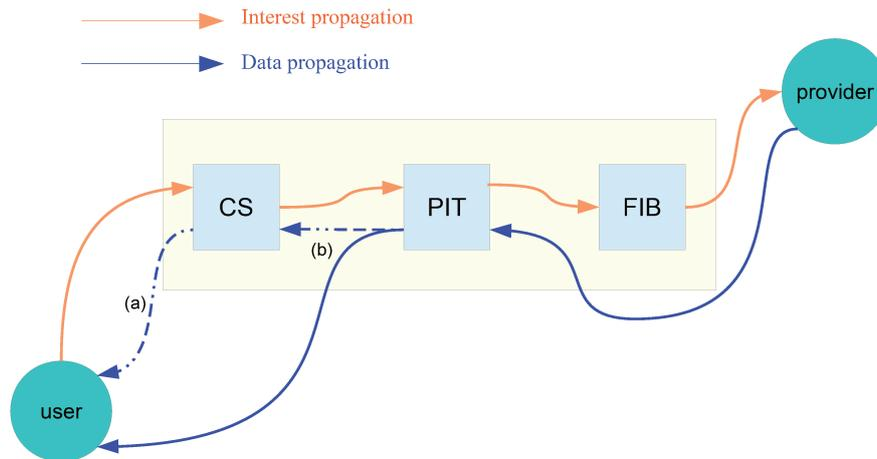 Interest propagation
Data propagation
provider
CS
PIT
FIB
(b)
(a)
user